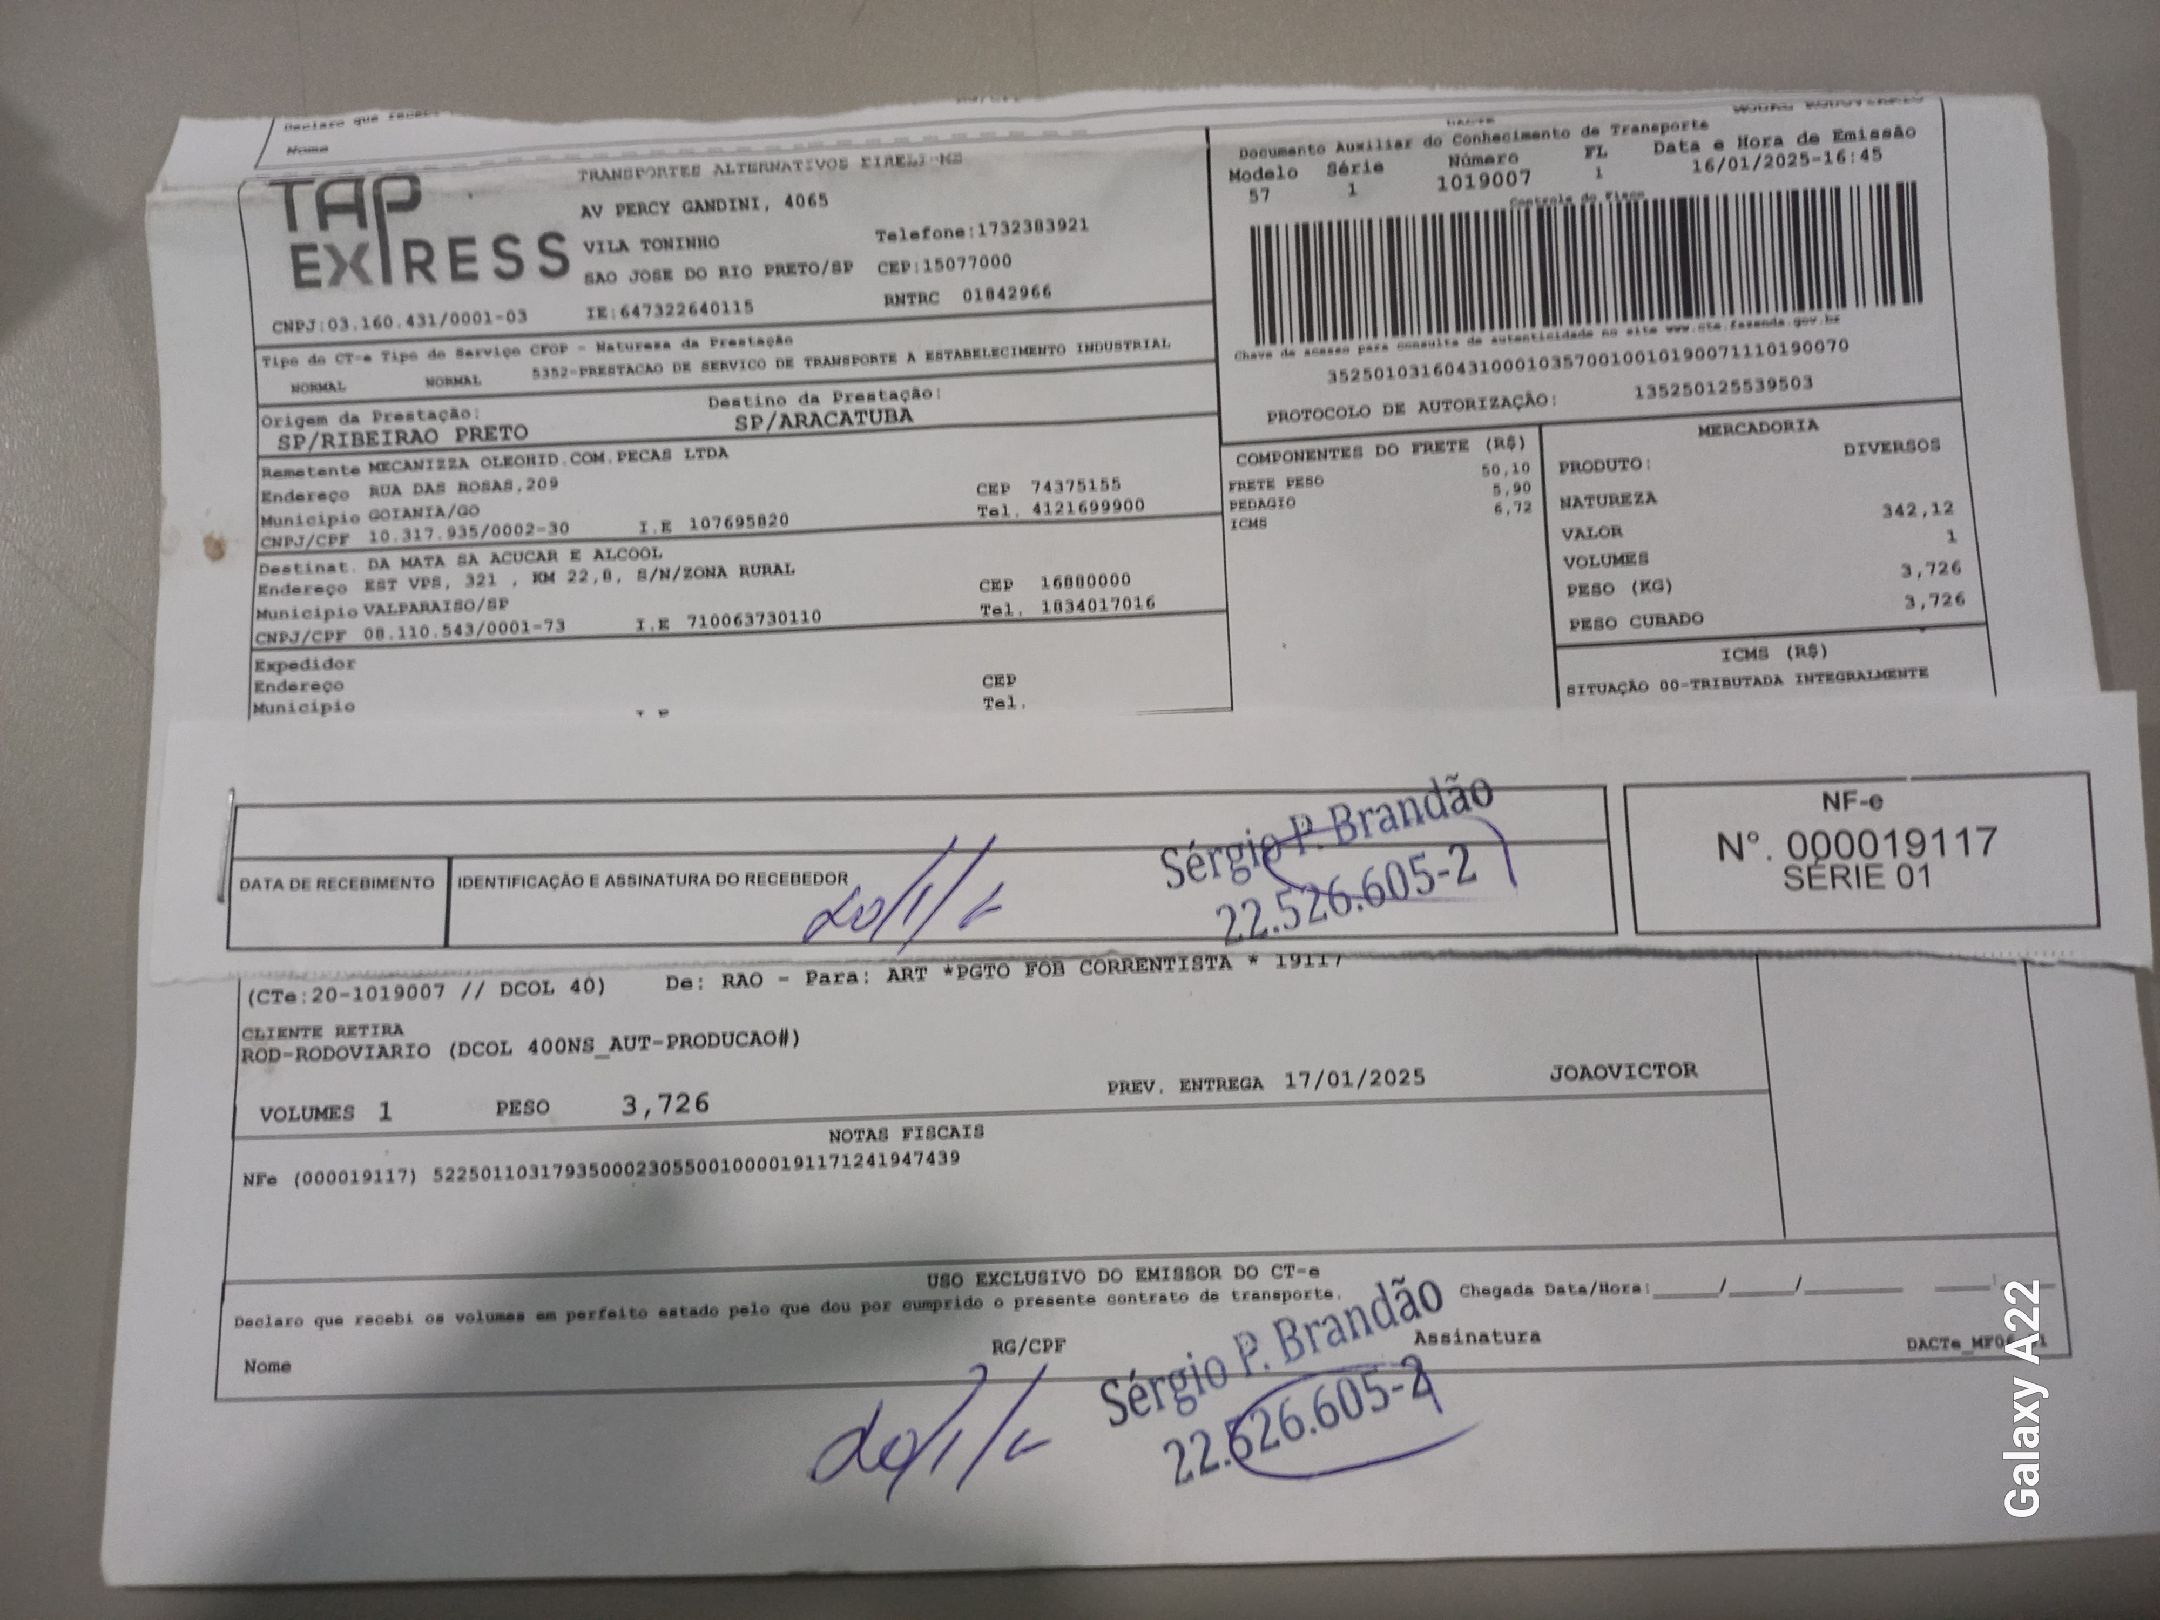 Declaro que recebi
Nome
TAP EXPRESS
TRANSPORTES ALTERNATIVOS EIRELI-ME
AV PERCY GANDINI, 4065
VILA TONINHO Telefone:1732383921
SAO JOSE DO RIO PRETO/SP CEP:15077000
CNPJ:03.160.431/0001-03 IE:647322640115 RNTRC 01842966
DACTE
Documento Auxiliar do Conhecimento de Transporte
Modelo Série Número FL Data e Hora de Emissão
57 1 1019007 1 16/01/2025-16:45
Controle do Fisco
Chave de acesso para consulta de autenticidade no site www.cte.fazenda.gov.br
35250103160431000103570010010190071110190070
PROTOCOLO DE AUTORIZAÇÃO: 135250125539503
Tipo do CT-e Tipo do Serviço CFOP - Natureza da Prestação
NORMAL NORMAL 5352-PRESTACAO DE SERVICO DE TRANSPORTE A ESTABELECIMENTO INDUSTRIAL
Origem da Prestação: Destino da Prestação:
SP/RIBEIRAO PRETO SP/ARACATUBA
Remetente MECANIZZA OLEOHID.COM.PECAS LTDA
Endereço RUA DAS ROSAS,209 CEP 74375155
Municipio GOIANIA/GO Tel. 4121699900
CNPJ/CPF 10.317.935/0002-30 I.E 107695820
Destinat. DA MATA SA ACUCAR E ALCOOL
Endereço EST VPS, 321 , KM 22,8, S/N/ZONA RURAL CEP 16880000
Municipio VALPARAISO/SP Tel. 1834017016
CNPJ/CPF 08.110.543/0001-73 I.E 710063730110
Expedidor
Endereço CEP
Municipio Tel.
COMPONENTES DO FRETE (R$)
FRETE PESO 50,10
PEDAGIO 5,90
ICMS 6,72
MERCADORIA
PRODUTO: DIVERSOS
NATUREZA
VALOR 342,12
VOLUMES 1
PESO (KG) 3,726
PESO CUBADO 3,726
ICMS (R$)
SITUAÇÃO 00-TRIBUTADA INTEGRALMENTE
DATA DE RECEBIMENTO IDENTIFICAÇÃO E ASSINATURA DO RECEBEDOR
20/1/
Sérgio P. Brandão
22.526.605-2
NF-e
N°. 000019117
SÉRIE 01
(CTe:20-1019007 // DCOL 40) De: RAO - Para: ART *PGTO FOB CORRENTISTA * 19117
CLIENTE RETIRA
ROD-RODOVIARIO (DCOL 400NS_AUT-PRODUCAO#)
VOLUMES 1 PESO 3,726 PREV. ENTREGA 17/01/2025 JOAOVICTOR
NOTAS FISCAIS
NFe (000019117) 52250110317935000230550010000191171241947439
USO EXCLUSIVO DO EMISSOR DO CT-e
Declaro que recebi os volumes em perfeito estado pelo que dou por cumprido o presente contrato de transporte. Chegada Data/Hora:_____/_____/________
Nome RG/CPF Assinatura
20/1/
Sérgio P. Brandão
22.526.605-2
Galaxy A22